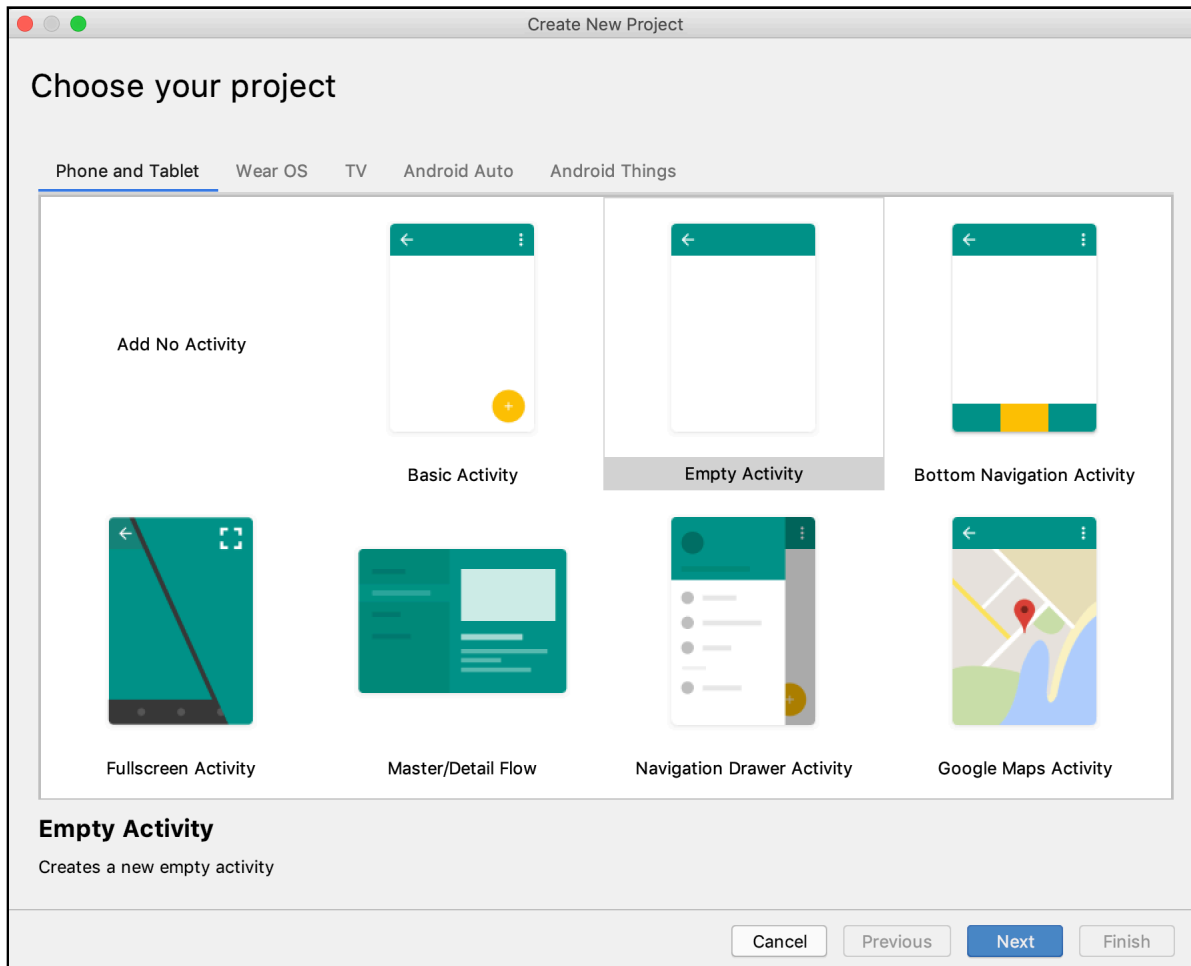 Create New Project
Choose your project
Phone and Tablet Wear OS TV Android Auto Android Things
Add No Activity
Basic Activity Empty Activity Bottom Navigation Activity
Fullscreen Activity Master/Detail Flow Navigation Drawer Activity Google Maps Activity
Empty Activity
Creates a new empty activity
Cancel Previous Next Finish